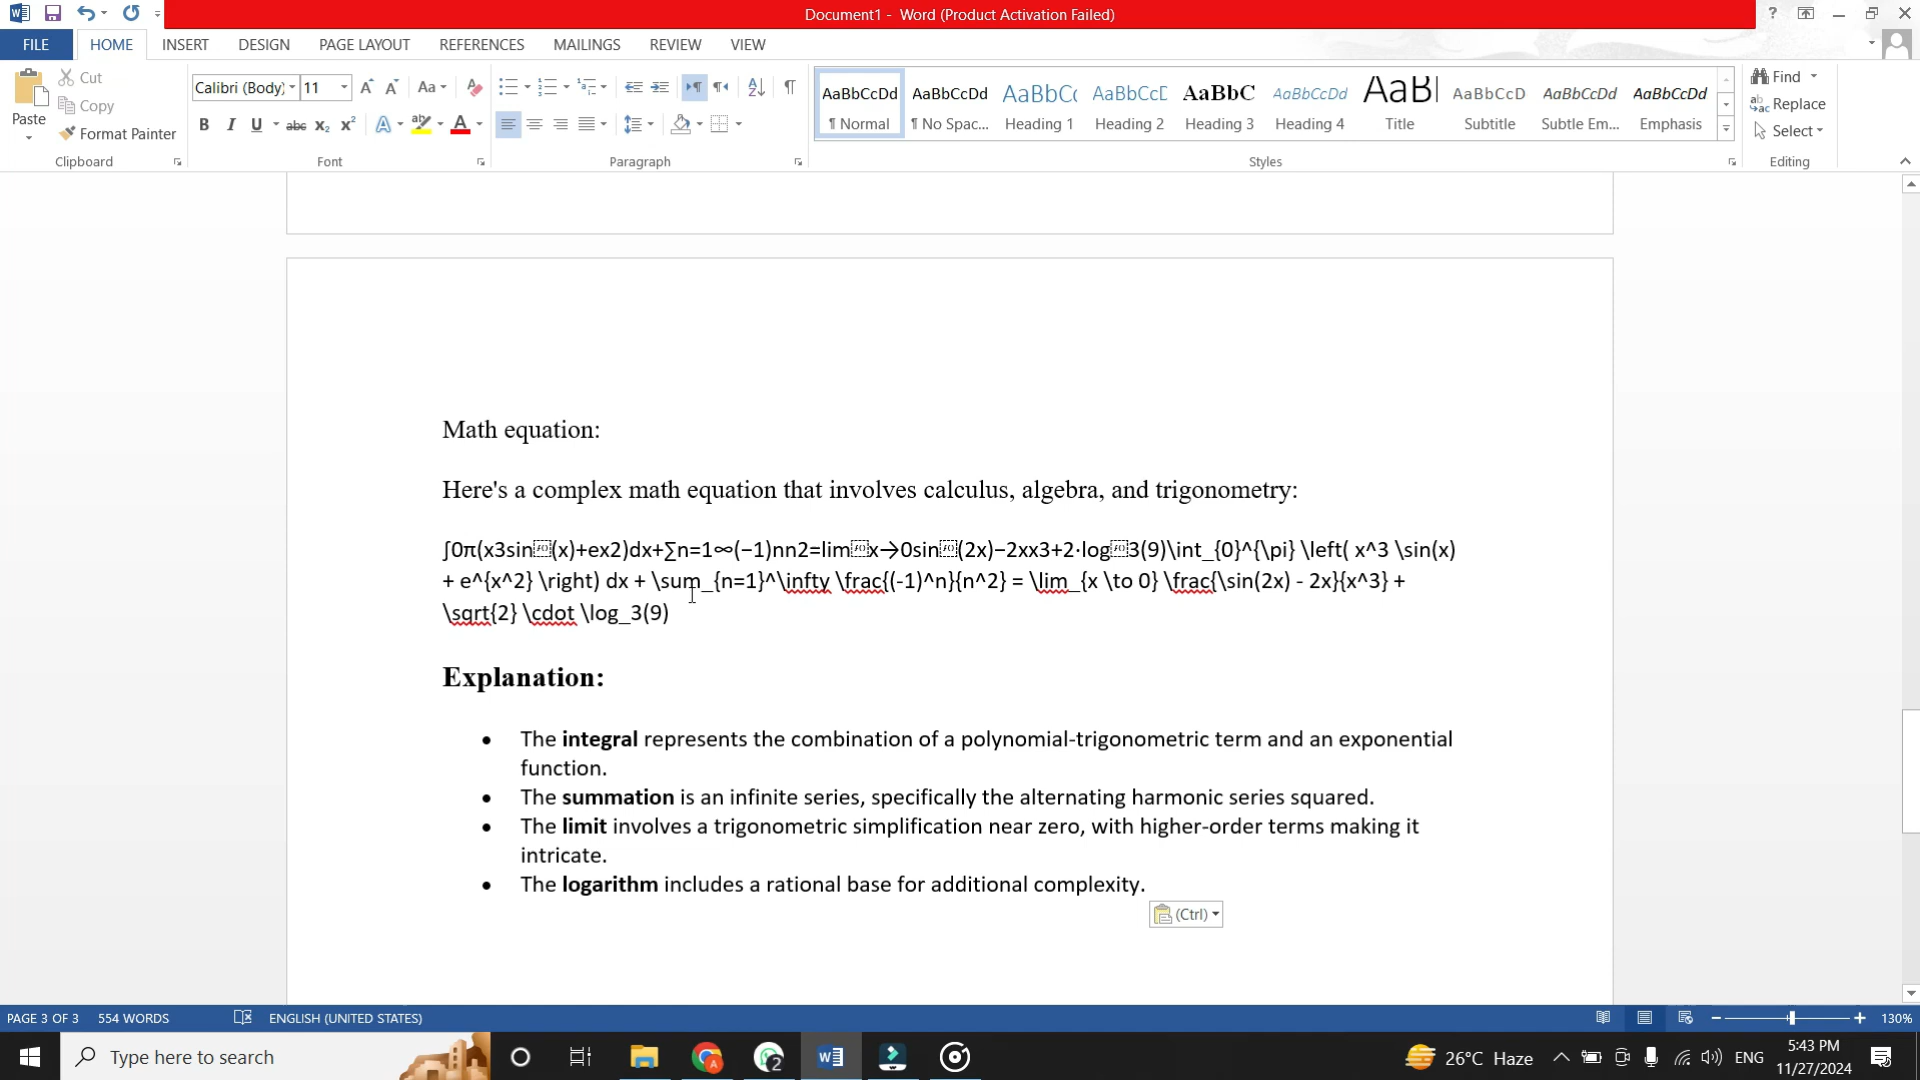 Document1 - Word (Product Activation Failed)
?
FILE HOME INSERT DESIGN PAGE LAYOUT REFERENCES MAILINGS REVIEW VIEW
Paste
Cut
Copy
Format Painter
Clipboard
Calibri (Body) 11
Aa
B I U abc x₂ x² A A
Font
Paragraph
AaBbCcDd AaBbCcDd AaBbC AaBbCcD AaBbC AaBbCcDd AaB AaBbCcD AaBbCcDd AaBbCcDd
¶ Normal ¶ No Spac... Heading 1 Heading 2 Heading 3 Heading 4 Title Subtitle Subtle Em... Emphasis
Styles
Find
Replace
Select
Editing
Math equation:
Here's a complex math equation that involves calculus, algebra, and trigonometry:
∫0π(x3sin(x)+ex2)dx+∑n=1∞(−1)nn2=limx→0sin(2x)−2xx3+2⋅log3(9)\int_{0}^{\pi} \left( x^3 \sin(x)
+ e^{x^2} \right) dx + \sum_{n=1}^\infty \frac{(-1)^n}{n^2} = \lim_{x \to 0} \frac{\sin(2x) - 2x}{x^3} +
\sqrt{2} \cdot \log_3(9)
Explanation:
• The integral represents the combination of a polynomial-trigonometric term and an exponential
function.
• The summation is an infinite series, specifically the alternating harmonic series squared.
• The limit involves a trigonometric simplification near zero, with higher-order terms making it
intricate.
• The logarithm includes a rational base for additional complexity.
(Ctrl)
PAGE 3 OF 3 554 WORDS ENGLISH (UNITED STATES) 130%
Type here to search
2
26°C Haze
ENG
5:43 PM
11/27/2024